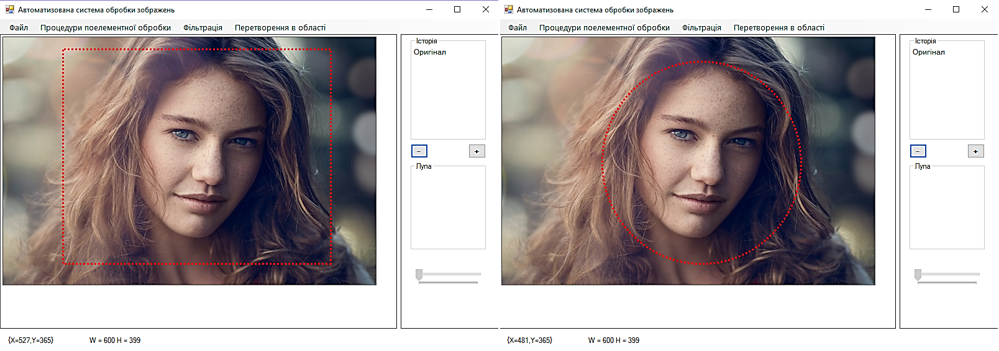 Автоматизована система обробки зображень
Файл Процедури поелементної обробки Фільтрація Перетворення в області
Історія
Оригінал
- +
Лупа
{X=527,Y=365} W = 600 H = 399
Автоматизована система обробки зображень
Файл Процедури поелементної обробки Фільтрація Перетворення в області
Історія
Оригінал
- +
Лупа
{X=481,Y=365} W = 600 H = 399